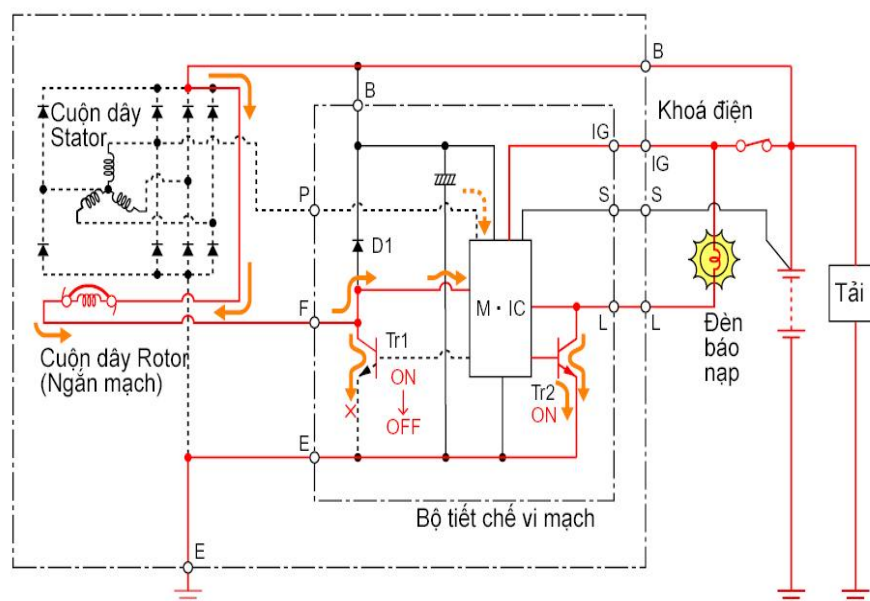 B
Cuộn dây
Stator
B
Khoá điện
IG
IG
P
S
S
D1
M · IC
Tải
F
L
L
Đèn
báo
nạp
Cuộn dây Rotor
(Ngắn mạch)
Tr1
ON
OFF
X
Tr2
ON
E
Bộ tiết chế vi mạch
E